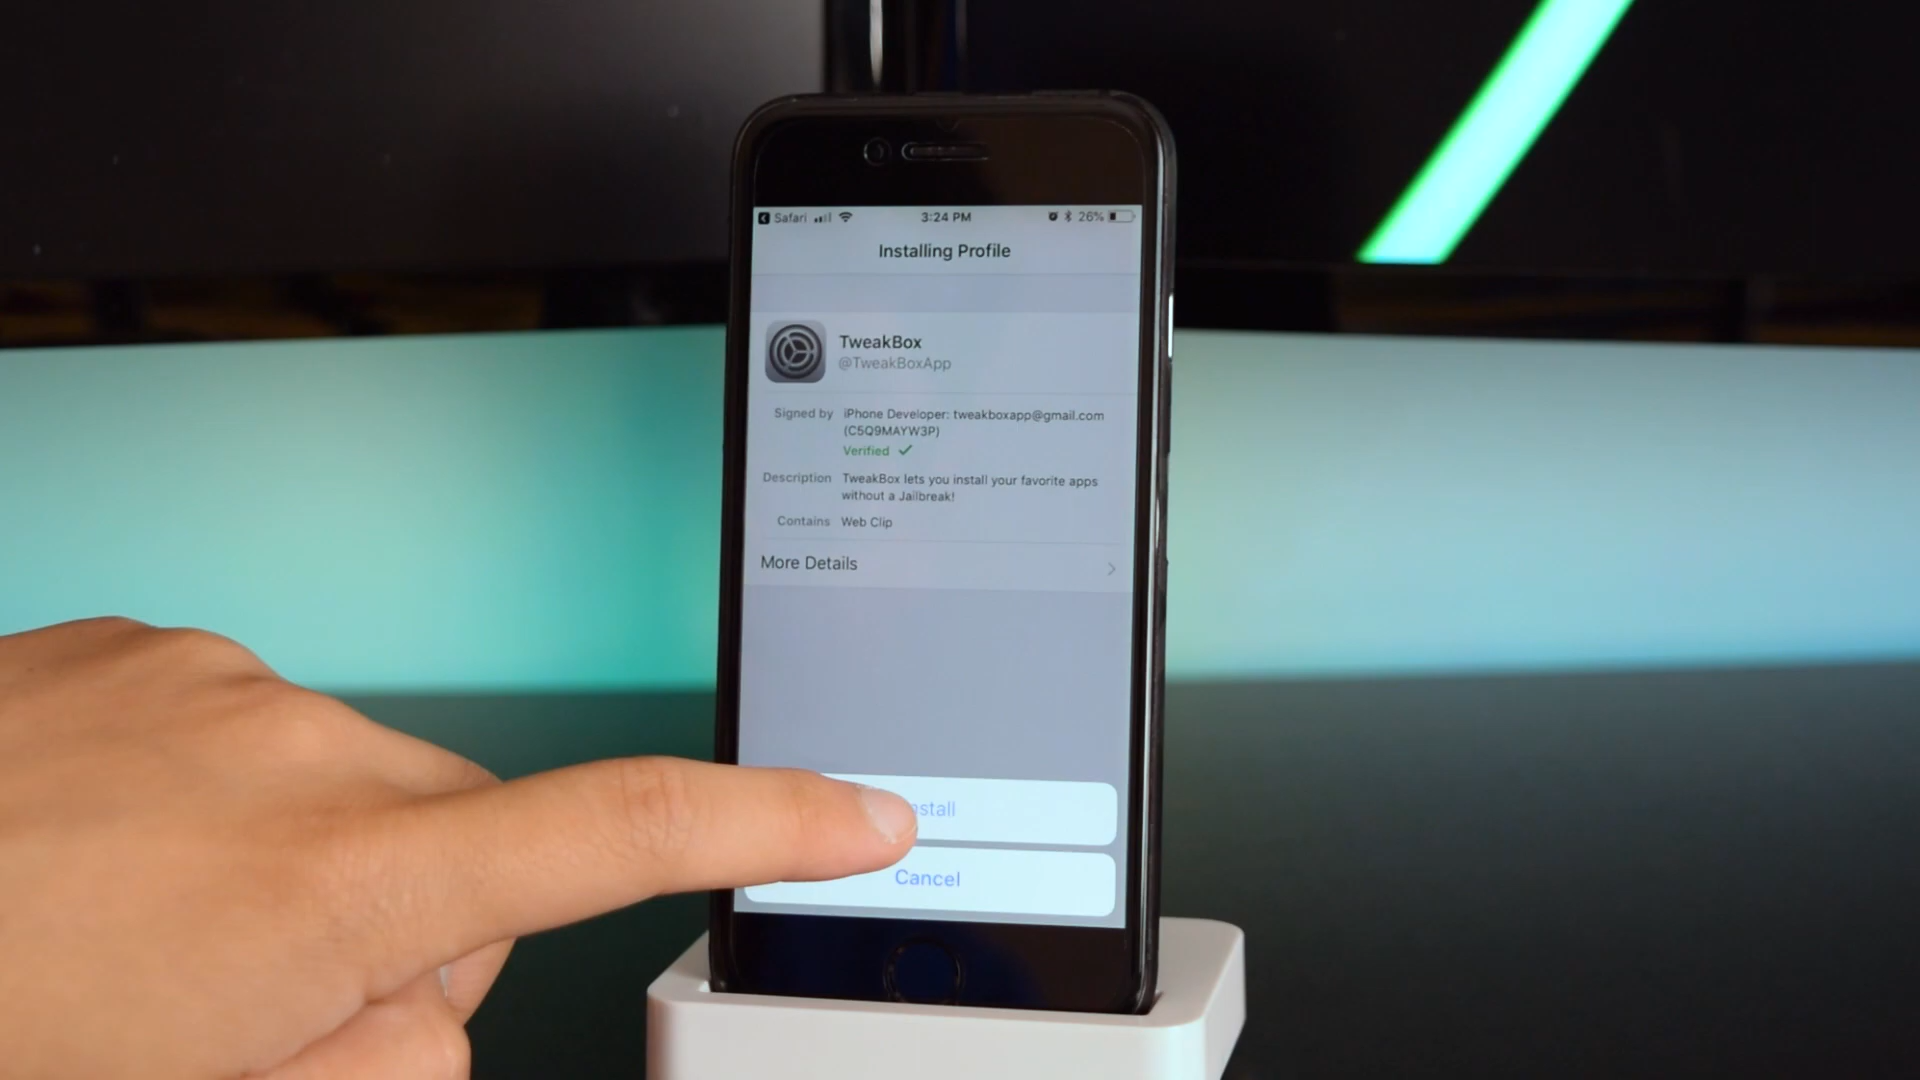 Safari 3:24 PM 26%
Installing Profile
TweakBox
@TweakBoxApp
Signed by iPhone Developer: tweakboxapp@gmail.com
(C5Q9MAYW3P)
Verified ✓
Description TweakBox lets you install your favorite apps
without a Jailbreak!
Contains Web Clip
More Details
nstall
Cancel